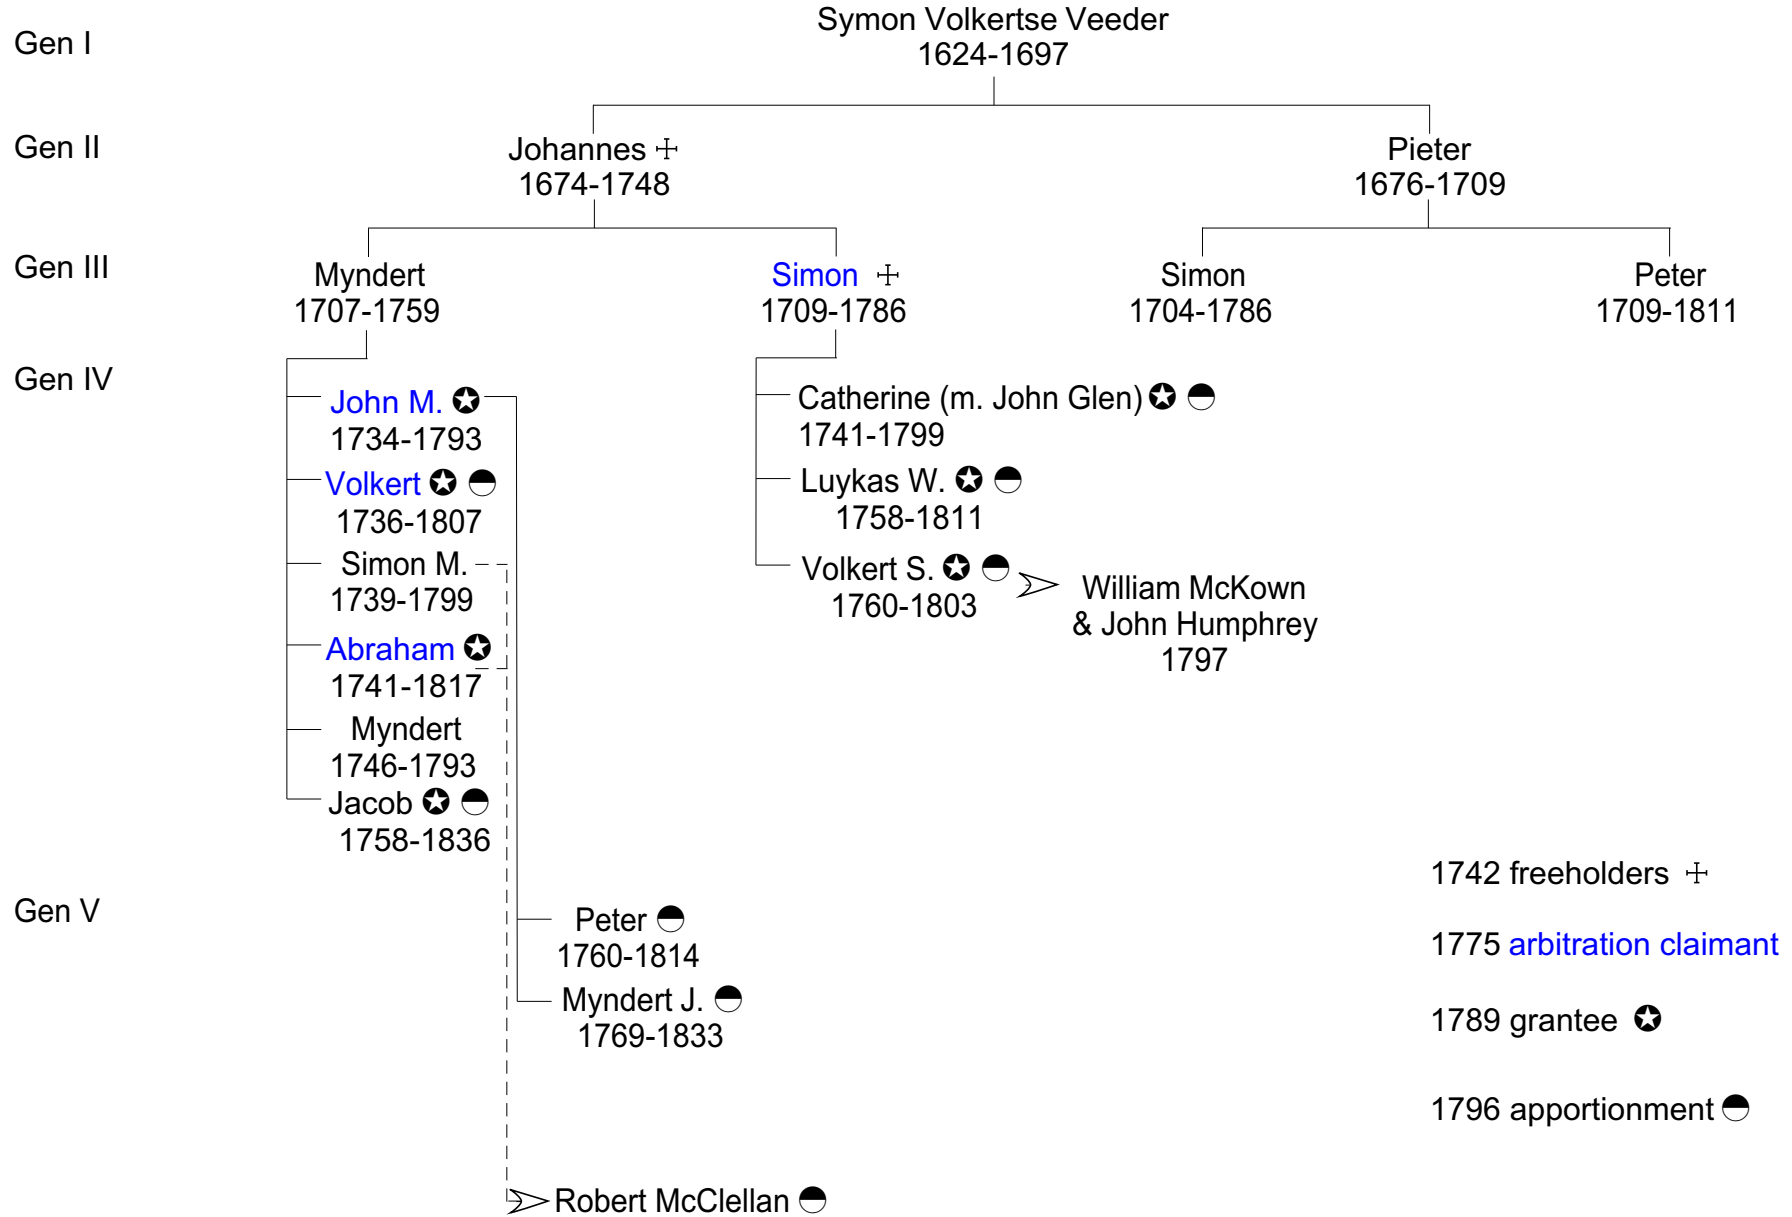 Gen I
Symon Volkertse Veeder
1624-1697
Gen II
Johannes
1674-1748
Pieter
1676-1709
Gen III
Myndert
1707-1759
Simon
1709-1786
Simon
1704-1786
Peter
1709-1811
Gen IV
John M.
1734-1793
Volkert
1736-1807
Simon M.
1739-1799
Abraham
1741-1817
Myndert
1746-1793
Jacob
1758-1836
Catherine (m. John Glen)
1741-1799
Luykas W.
1758-1811
Volkert S.
1760-1803
William McKown
& John Humphrey
1797
Gen V
Peter
1760-1814
Myndert J.
1769-1833
Robert McClellan
1742 freeholders
1775 arbitration claimant
1789 grantee
1796 apportionment